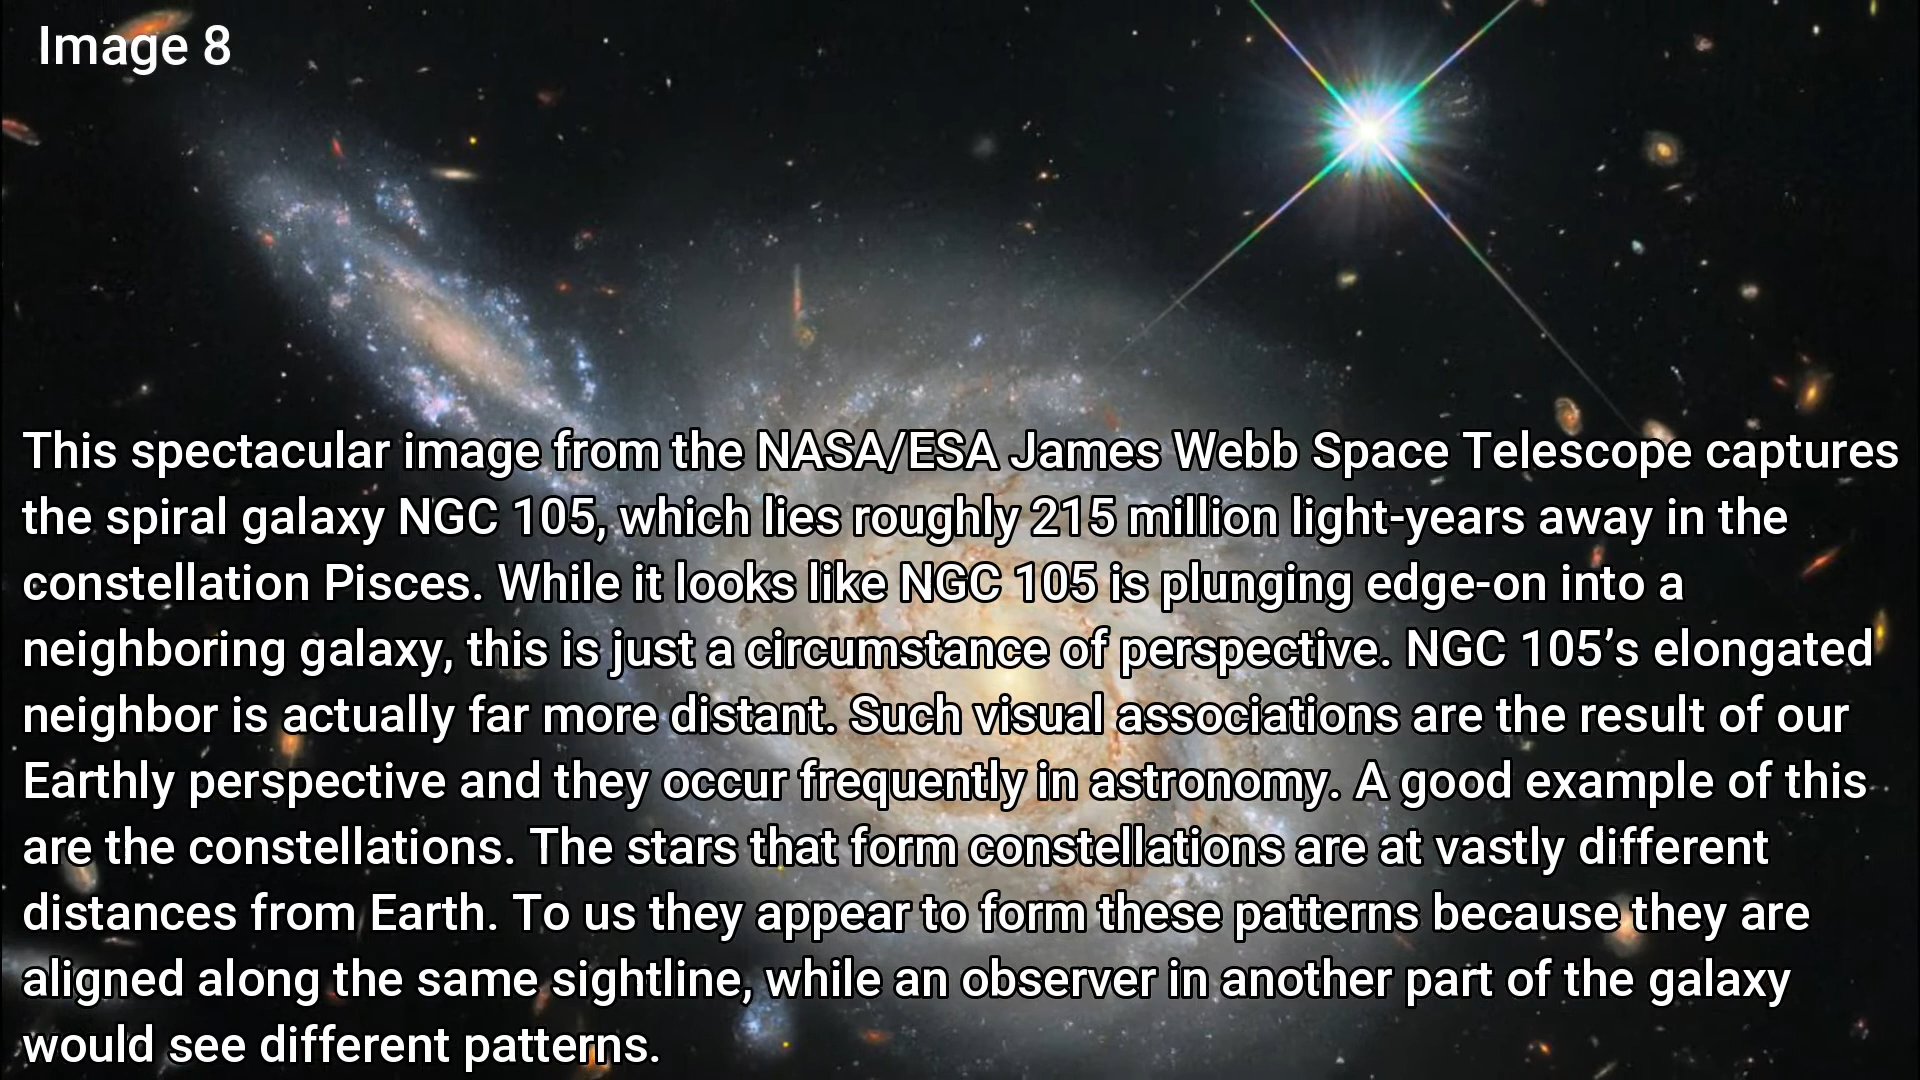 Image 8
This spectacular image from the NASA/ESA James Webb Space Telescope captures
the spiral galaxy NGC 105, which lies roughly 215 million light-years away in the
constellation Pisces. While it looks like NGC 105 is plunging edge-on into a
neighboring galaxy, this is just a circumstance of perspective. NGC 105’s elongated
neighbor is actually far more distant. Such visual associations are the result of our
Earthly perspective and they occur frequently in astronomy. A good example of this
are the constellations. The stars that form constellations are at vastly different
distances from Earth. To us they appear to form these patterns because they are
aligned along the same sightline, while an observer in another part of the galaxy
would see different patterns.